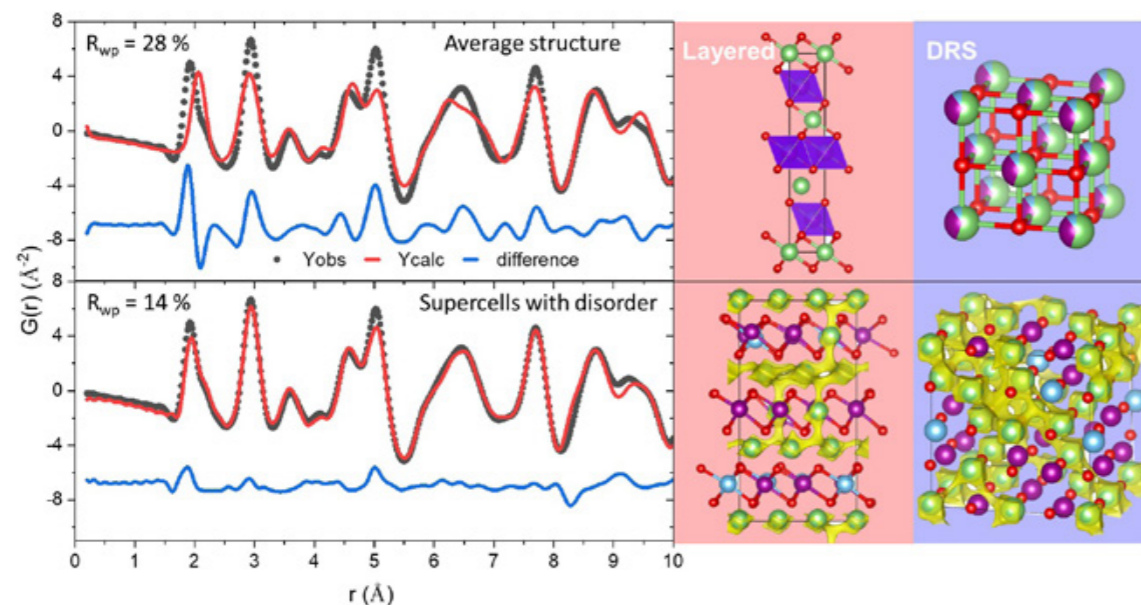 8
4
0
-4
-8
R_wp = 28 %
Average structure
Yobs
Ycalc
difference
Layered
DRS
G(r) (Å⁻²)
8
4
0
-4
-8
R_wp = 14 %
Supercells with disorder
0
1
2
3
4
5
6
7
8
9
10
r (Å)